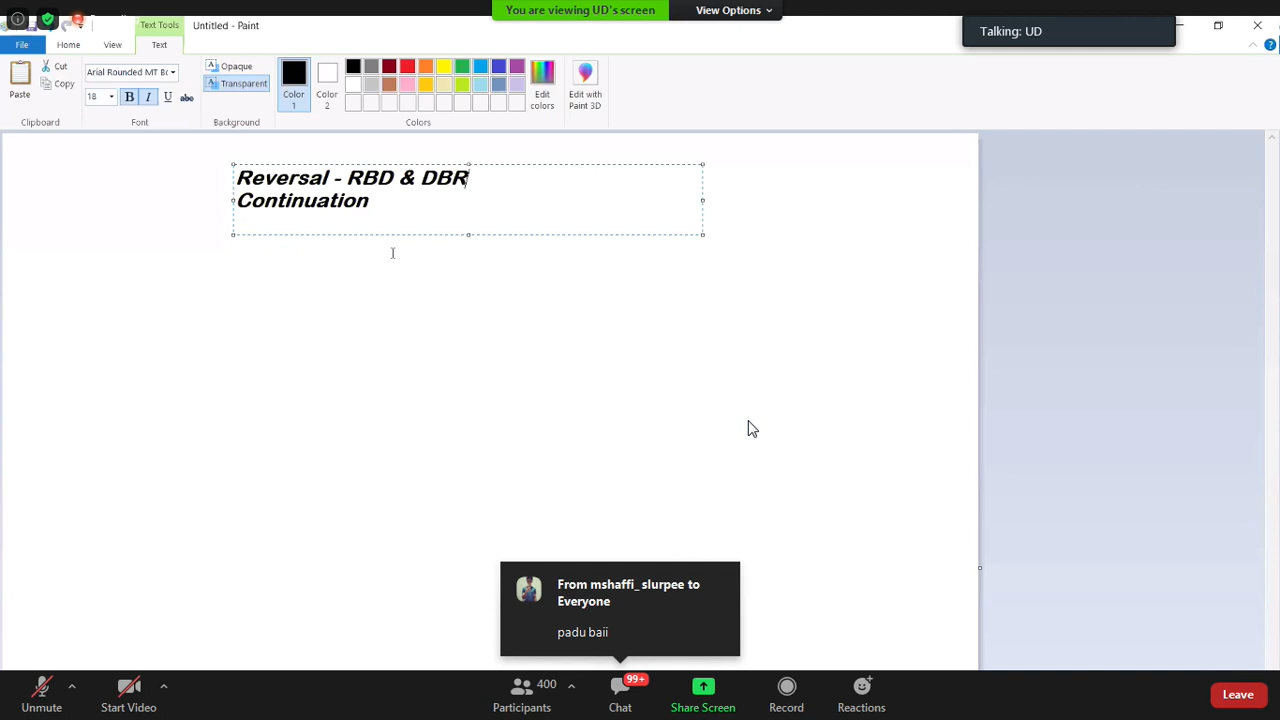 You are viewing UD's screen
View Options
Talking: UD
Text Tools
Untitled - Paint
File
Home
View
Text
Paste
Cut
Copy
Clipboard
Arial Rounded MT Bo
18
B
I
U
abc
Font
Opaque
Transparent
Background
Color
1
Color
2
Edit
colors
Colors
Edit with
Paint 3D
Reversal - RBD & DBR
Continuation
From mshaffi_slurpee to
Everyone
padu baii
Unmute
Start Video
400
Participants
99+
Chat
Share Screen
Record
Reactions
Leave